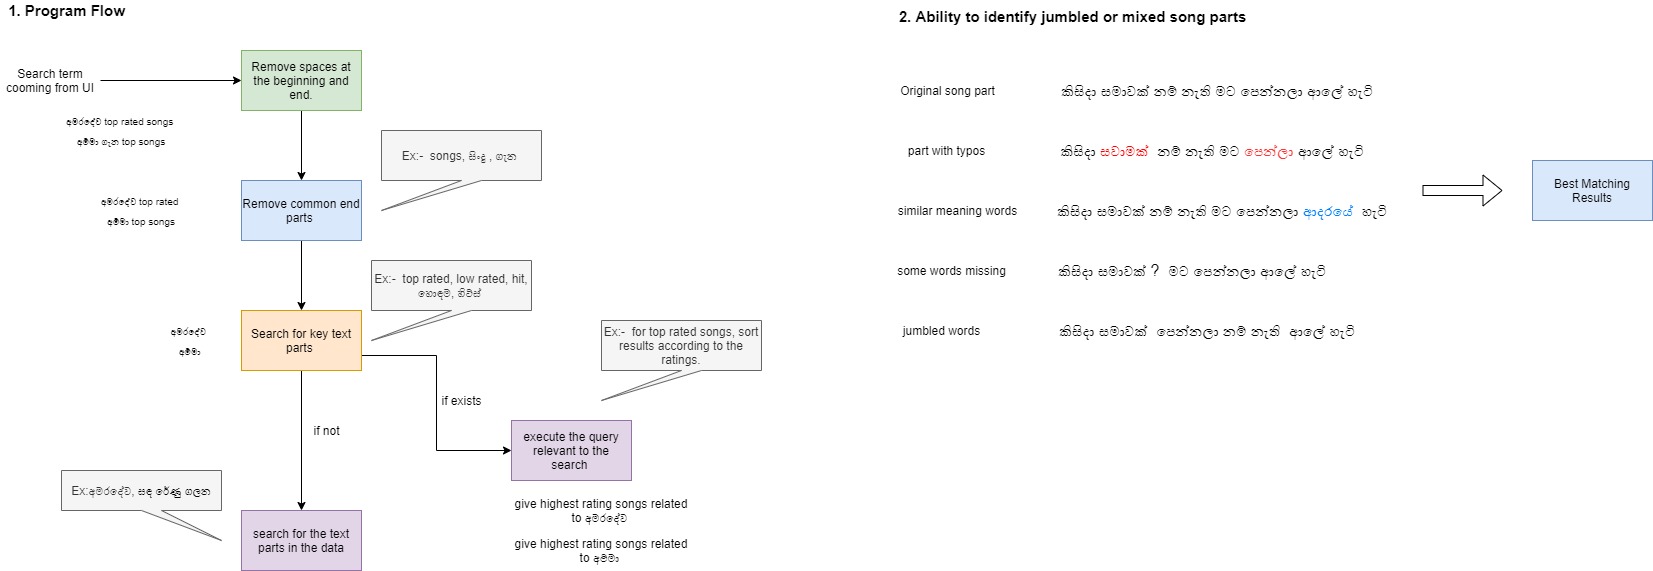 1. Program Flow
Search term
cooming from UI
Remove spaces at
the beginning and
end.
අමරදේව top rated songs
අම්මා ගැන top songs
Ex:- songs, සිංදු , ගැන
අමරදේව top rated
අම්මා top songs
Remove common end
parts
Ex:- top rated, low rated, hit,
හොඳම, හිට්ස්
අමරදේව
අම්මා
Search for key text
parts
Ex:- for top rated songs, sort
results according to the
ratings.
if exists
if not
execute the query
relevant to the
search
Ex:අමරදේව, සඳ රේණු ගලන
search for the text
parts in the data
give highest rating songs related
to අමරදේව
give highest rating songs related
to අම්මා
2. Ability to identify jumbled or mixed song parts
Original song part
කිසිදා සමාවක් නම් නැති මට පෙන්නලා ආලේ හැටි
part with typos
කිසිදා සවාමක් නම් නැති මට පෙන්ලා ආලේ හැටි
similar meaning words
කිසිදා සමාවක් නම් නැති මට පෙන්නලා ආදරයේ හැටි
some words missing
කිසිදා සමාවක් ? මට පෙන්නලා ආලේ හැටි
jumbled words
කිසිදා සමාවක් පෙන්නලා නම් නැති ආලේ හැටි
Best Matching
Results